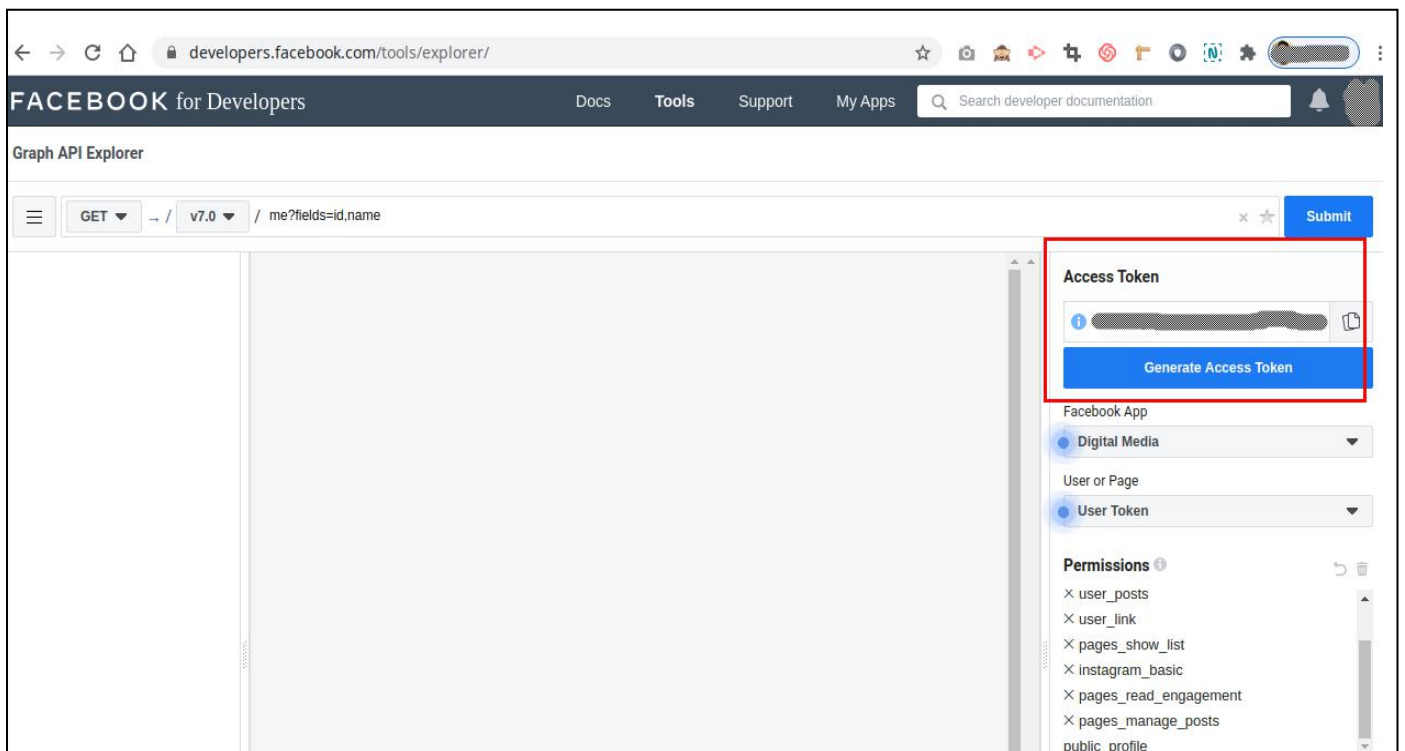 developers.facebook.com/tools/explorer/
FACEBOOK for Developers Docs Tools Support My Apps Search developer documentation
Graph API Explorer
GET → / v7.0 / me?fields=id,name Submit
Access Token
Generate Access Token
Facebook App
Digital Media
User or Page
User Token
Permissions
user_posts
user_link
pages_show_list
instagram_basic
pages_read_engagement
pages_manage_posts
public_profile